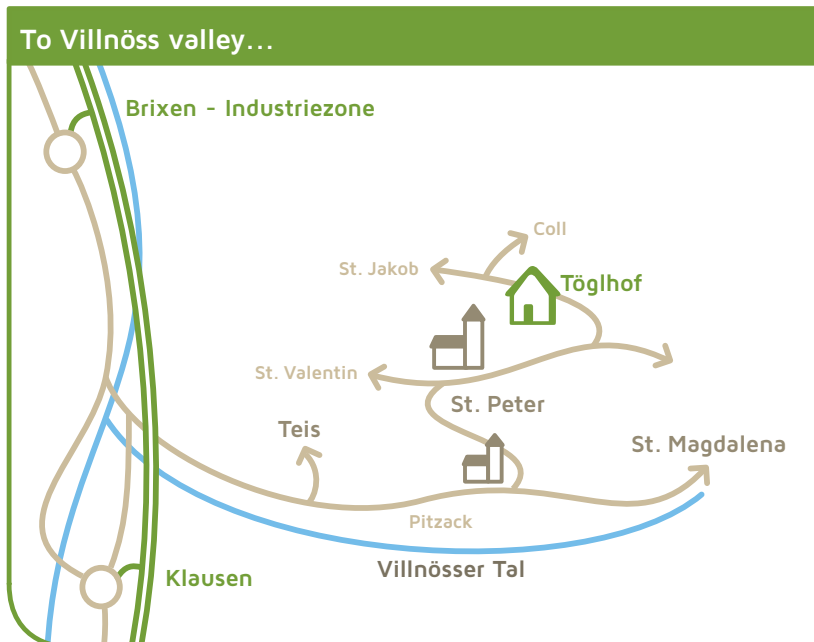 To Villnöss valley...
Brixen - Industriezone
Coll
St. Jakob
Töglhof
St. Valentin
St. Peter
Teis
St. Magdalena
Pitzack
Villnösser Tal
Klausen